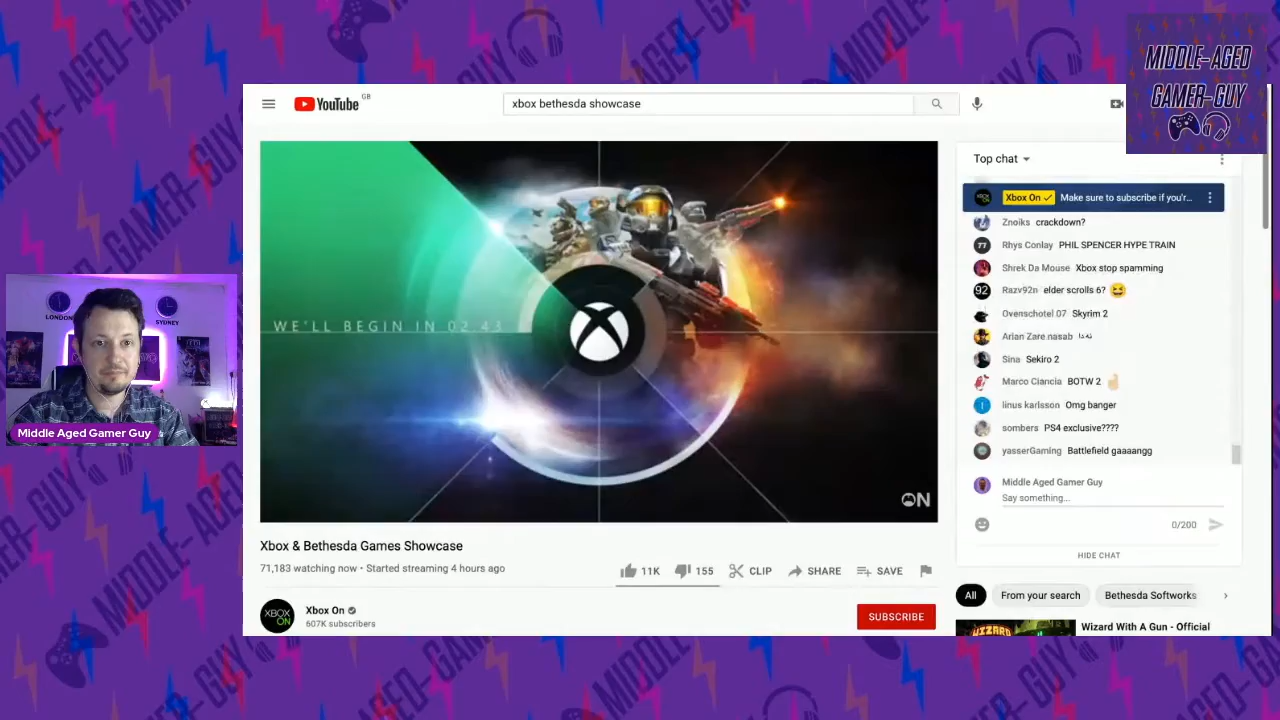 MIDDLE-AGED
GAMER-GUY
YouTube GB
xbox bethesda showcase
WE'LL BEGIN IN 02 43
ON
Xbox & Bethesda Games Showcase
71,183 watching now • Started streaming 4 hours ago
11K
155
CLIP
SHARE
SAVE
XBOX
ON
Xbox On
607K subscribers
SUBSCRIBE
Top chat
Xbox On Make sure to subscribe if you'r...
Znoiks crackdown?
Rhys Conlay PHIL SPENCER HYPE TRAIN
Shrek Da Mouse Xbox stop spamming
Razv92n elder scrolls 6? 😆
Ovenschotel 07 Skyrim 2
Arian Zare nasab
Sina Sekiro 2
Marco Ciancia BOTW 2
linus karlsson Omg banger
sombers PS4 exclusive????
yasserGaming Battlefield gaaaangg
Middle Aged Gamer Guy
Say something...
0/200
HIDE CHAT
All
From your search
Bethesda Softworks
WIZARD
Wizard With A Gun - Official
LONDON
SYDNEY
Middle Aged Gamer Guy